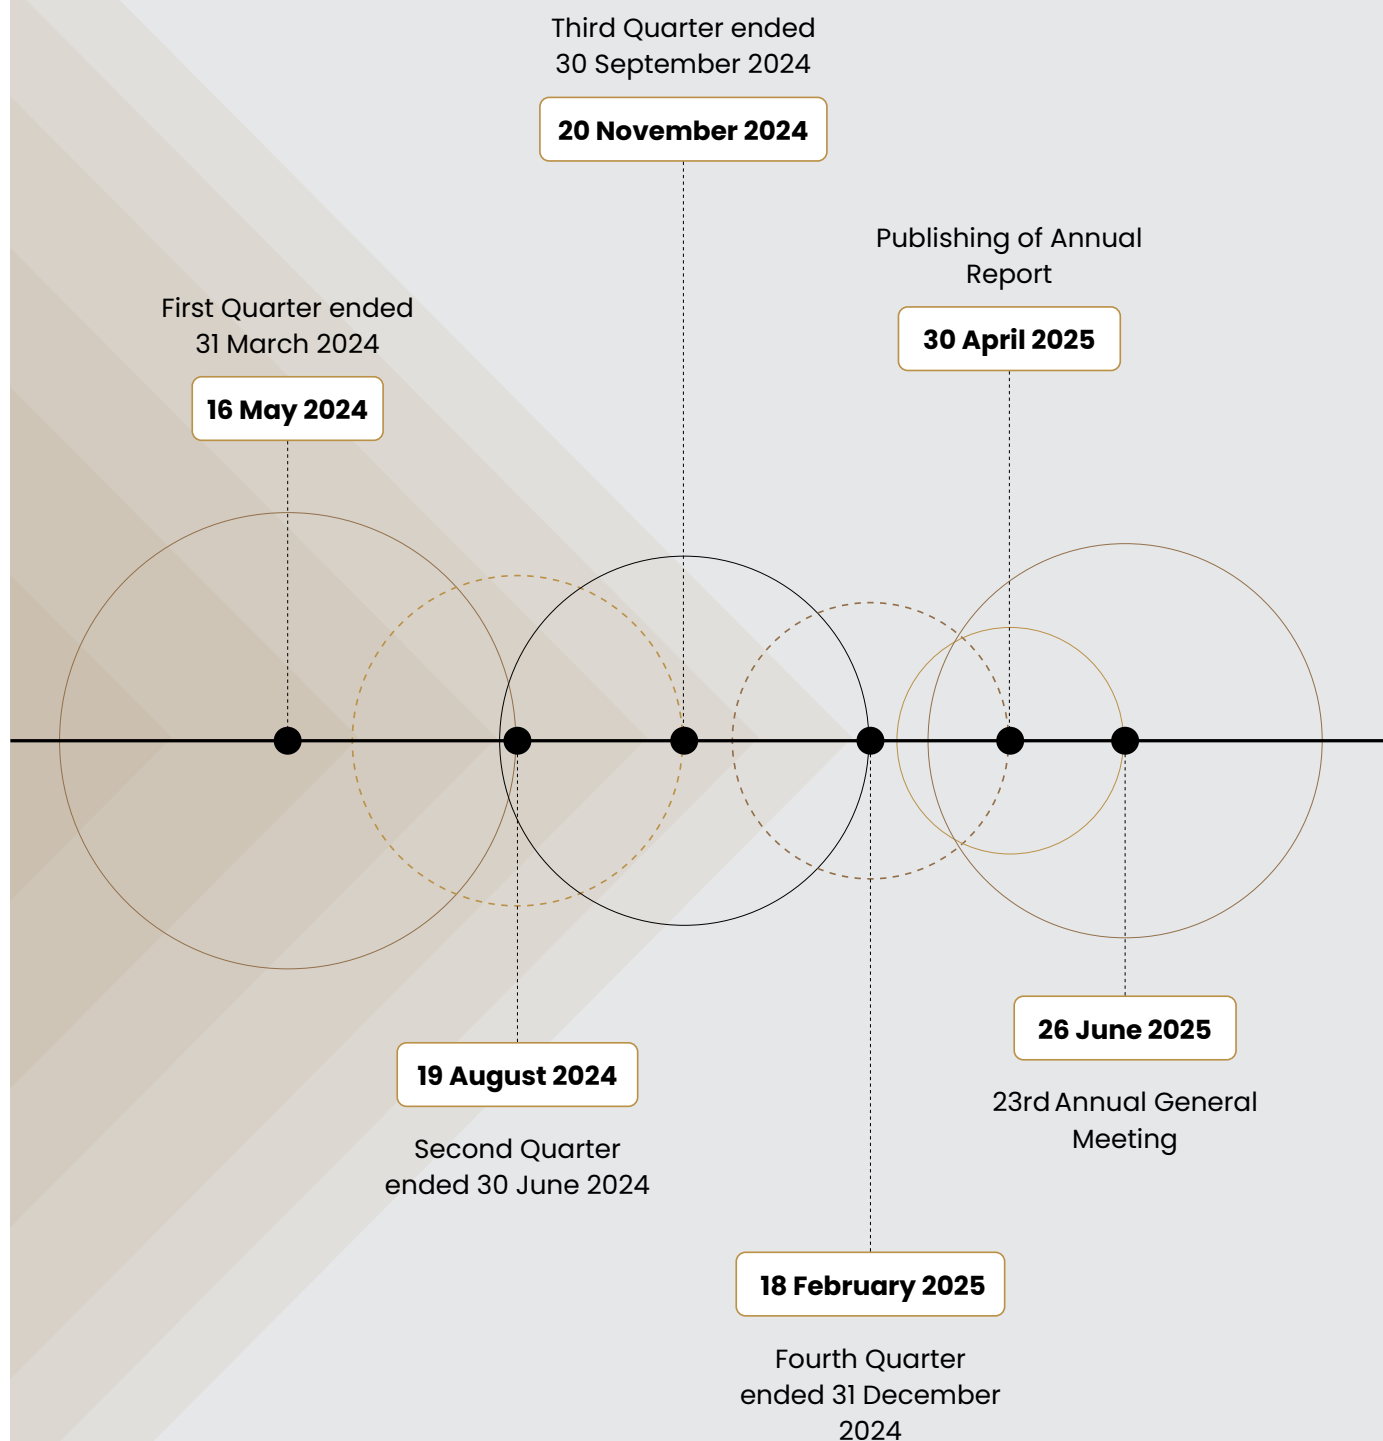 Third Quarter ended
30 September 2024
20 November 2024
Publishing of Annual
Report
30 April 2025
First Quarter ended
31 March 2024
16 May 2024
19 August 2024
Second Quarter
ended 30 June 2024
26 June 2025
23rd Annual General
Meeting
18 February 2025
Fourth Quarter
ended 31 December
2024